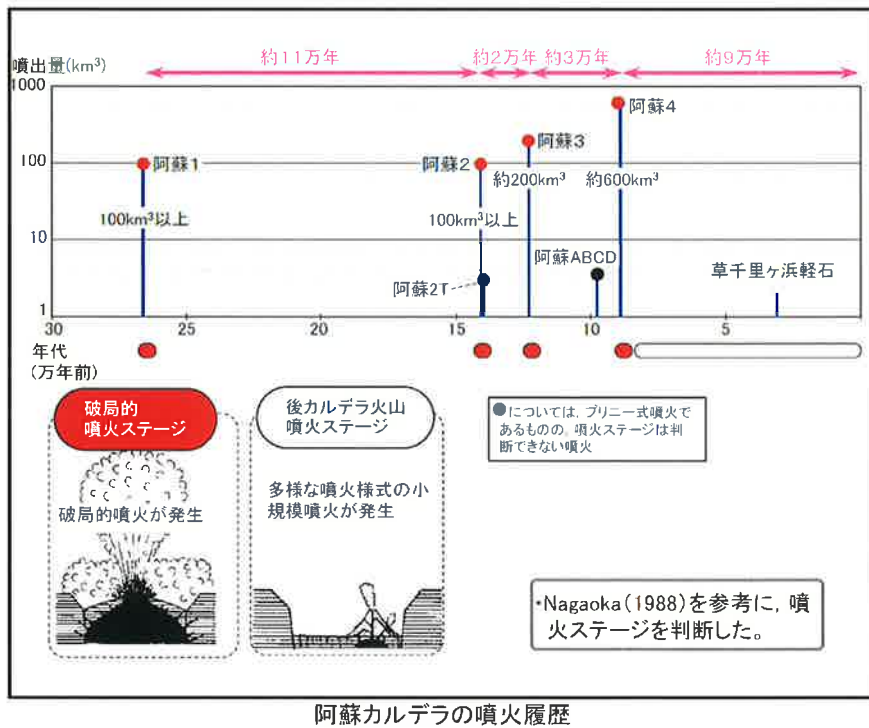 約11万年
約2万年
約3万年
約9万年
噴出量(km³)
1000
100
10
1
阿蘇1
100km³以上
阿蘇2
100km³以上
阿蘇2T
阿蘇3
約200km³
阿蘇ABCD
阿蘇4
約600km³
草千里ヶ浜軽石
30
25
20
15
10
5
年代
(万年前)
破局的
噴火ステージ
破局的噴火が発生
後カルデラ火山
噴火ステージ
多様な噴火様式の小
規模噴火が発生
●については,プリニー式噴火で
あるものの。噴火ステージは判
断できない噴火
・Nagaoka(1988)を参考に,噴
火ステージを判断した。
阿蘇カルデラの噴火履歴